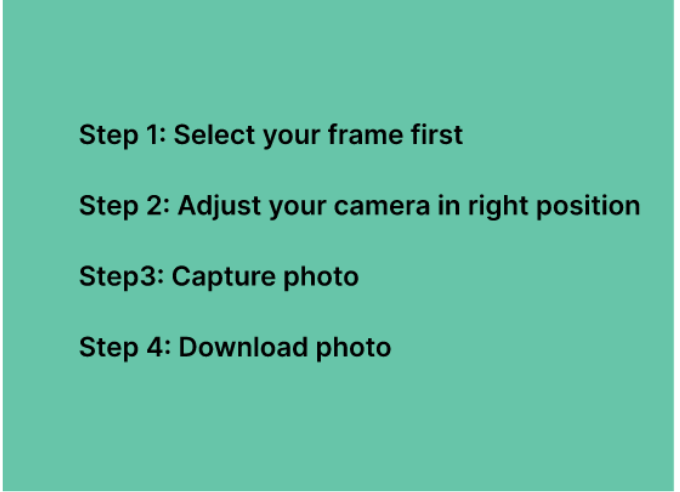 Step 1: Select your frame first
Step 2: Adjust your camera in right position
Step3: Capture photo
Step 4: Download photo